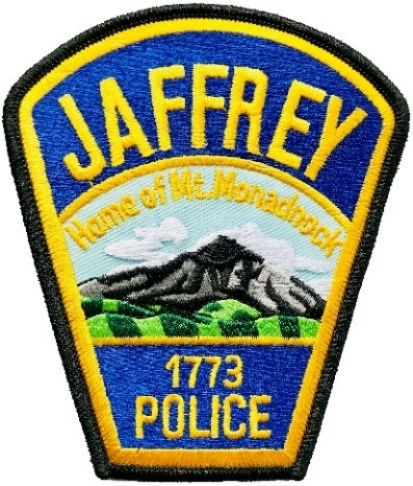 JAFFREY
Home of Mt. Monadnock
1773
POLICE